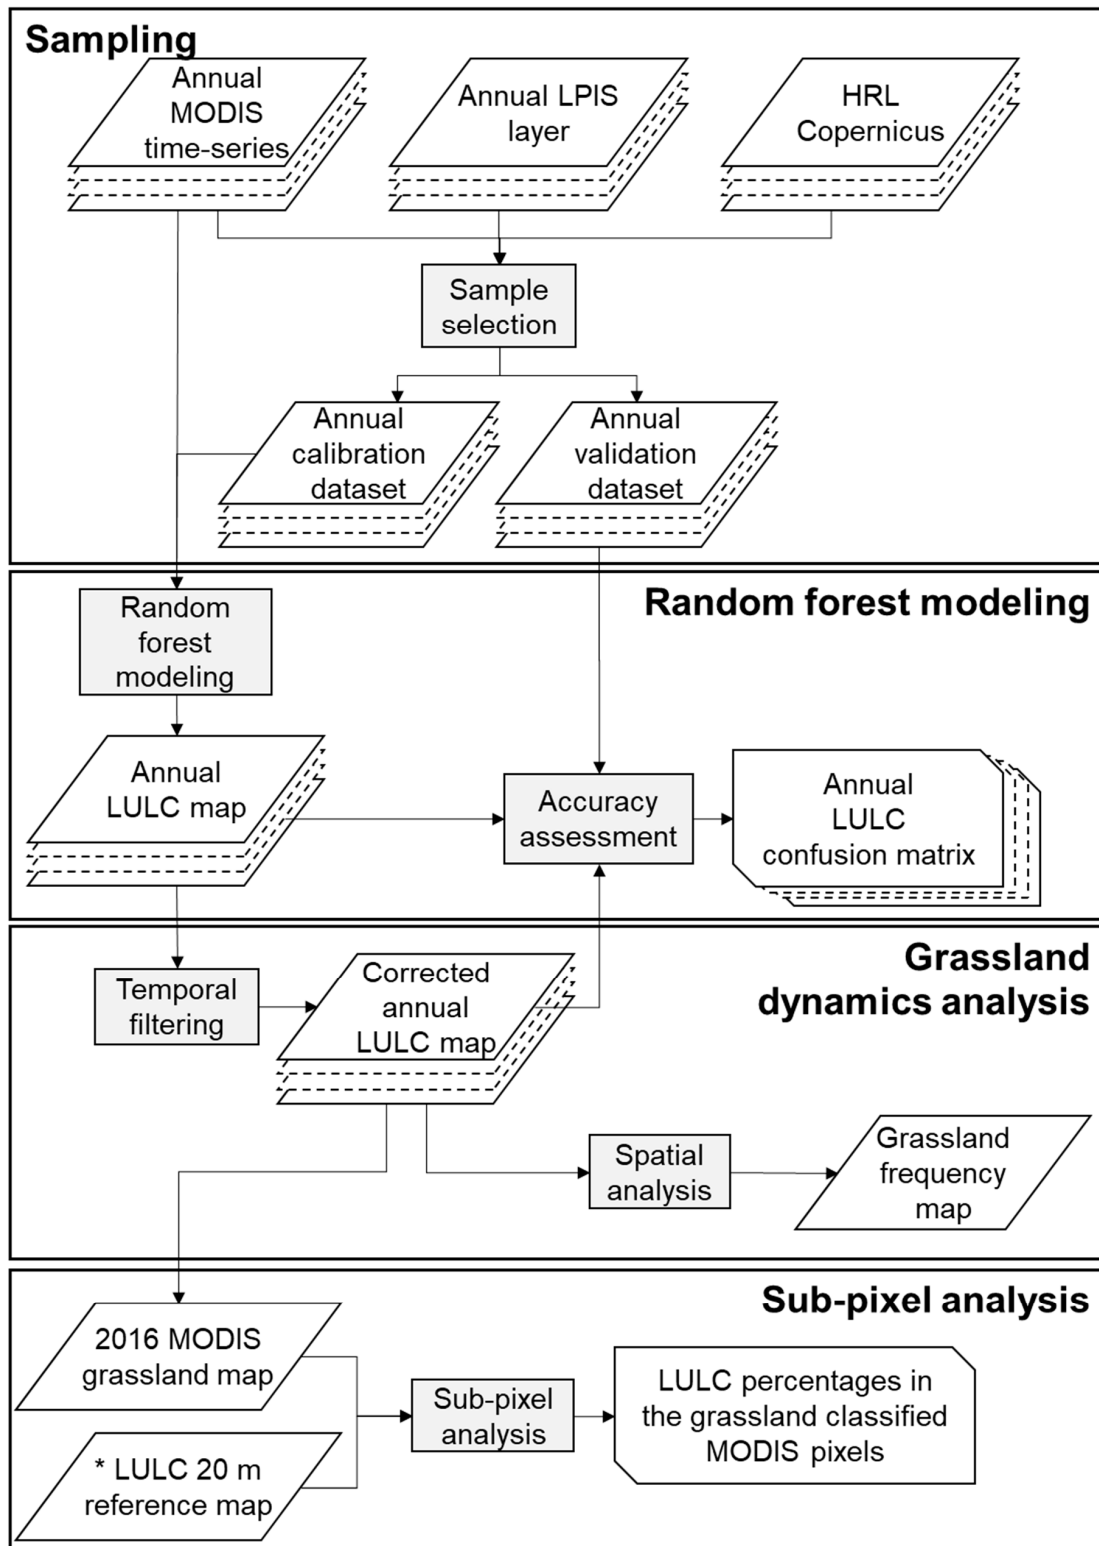 Sampling
Annual
MODIS
time-series
Annual LPIS
layer
HRL
Copernicus
Sample
selection
Annual
calibration
dataset
Annual
validation
dataset
Random forest modeling
Random
forest
modeling
Annual
LULC map
Accuracy
assessment
Annual
LULC
confusion matrix
Grassland
dynamics analysis
Temporal
filtering
Corrected
annual
LULC map
Spatial
analysis
Grassland
frequency
map
Sub-pixel analysis
2016 MODIS
grassland map
* LULC 20 m
reference map
Sub-pixel
analysis
LULC percentages in
the grassland classified
MODIS pixels